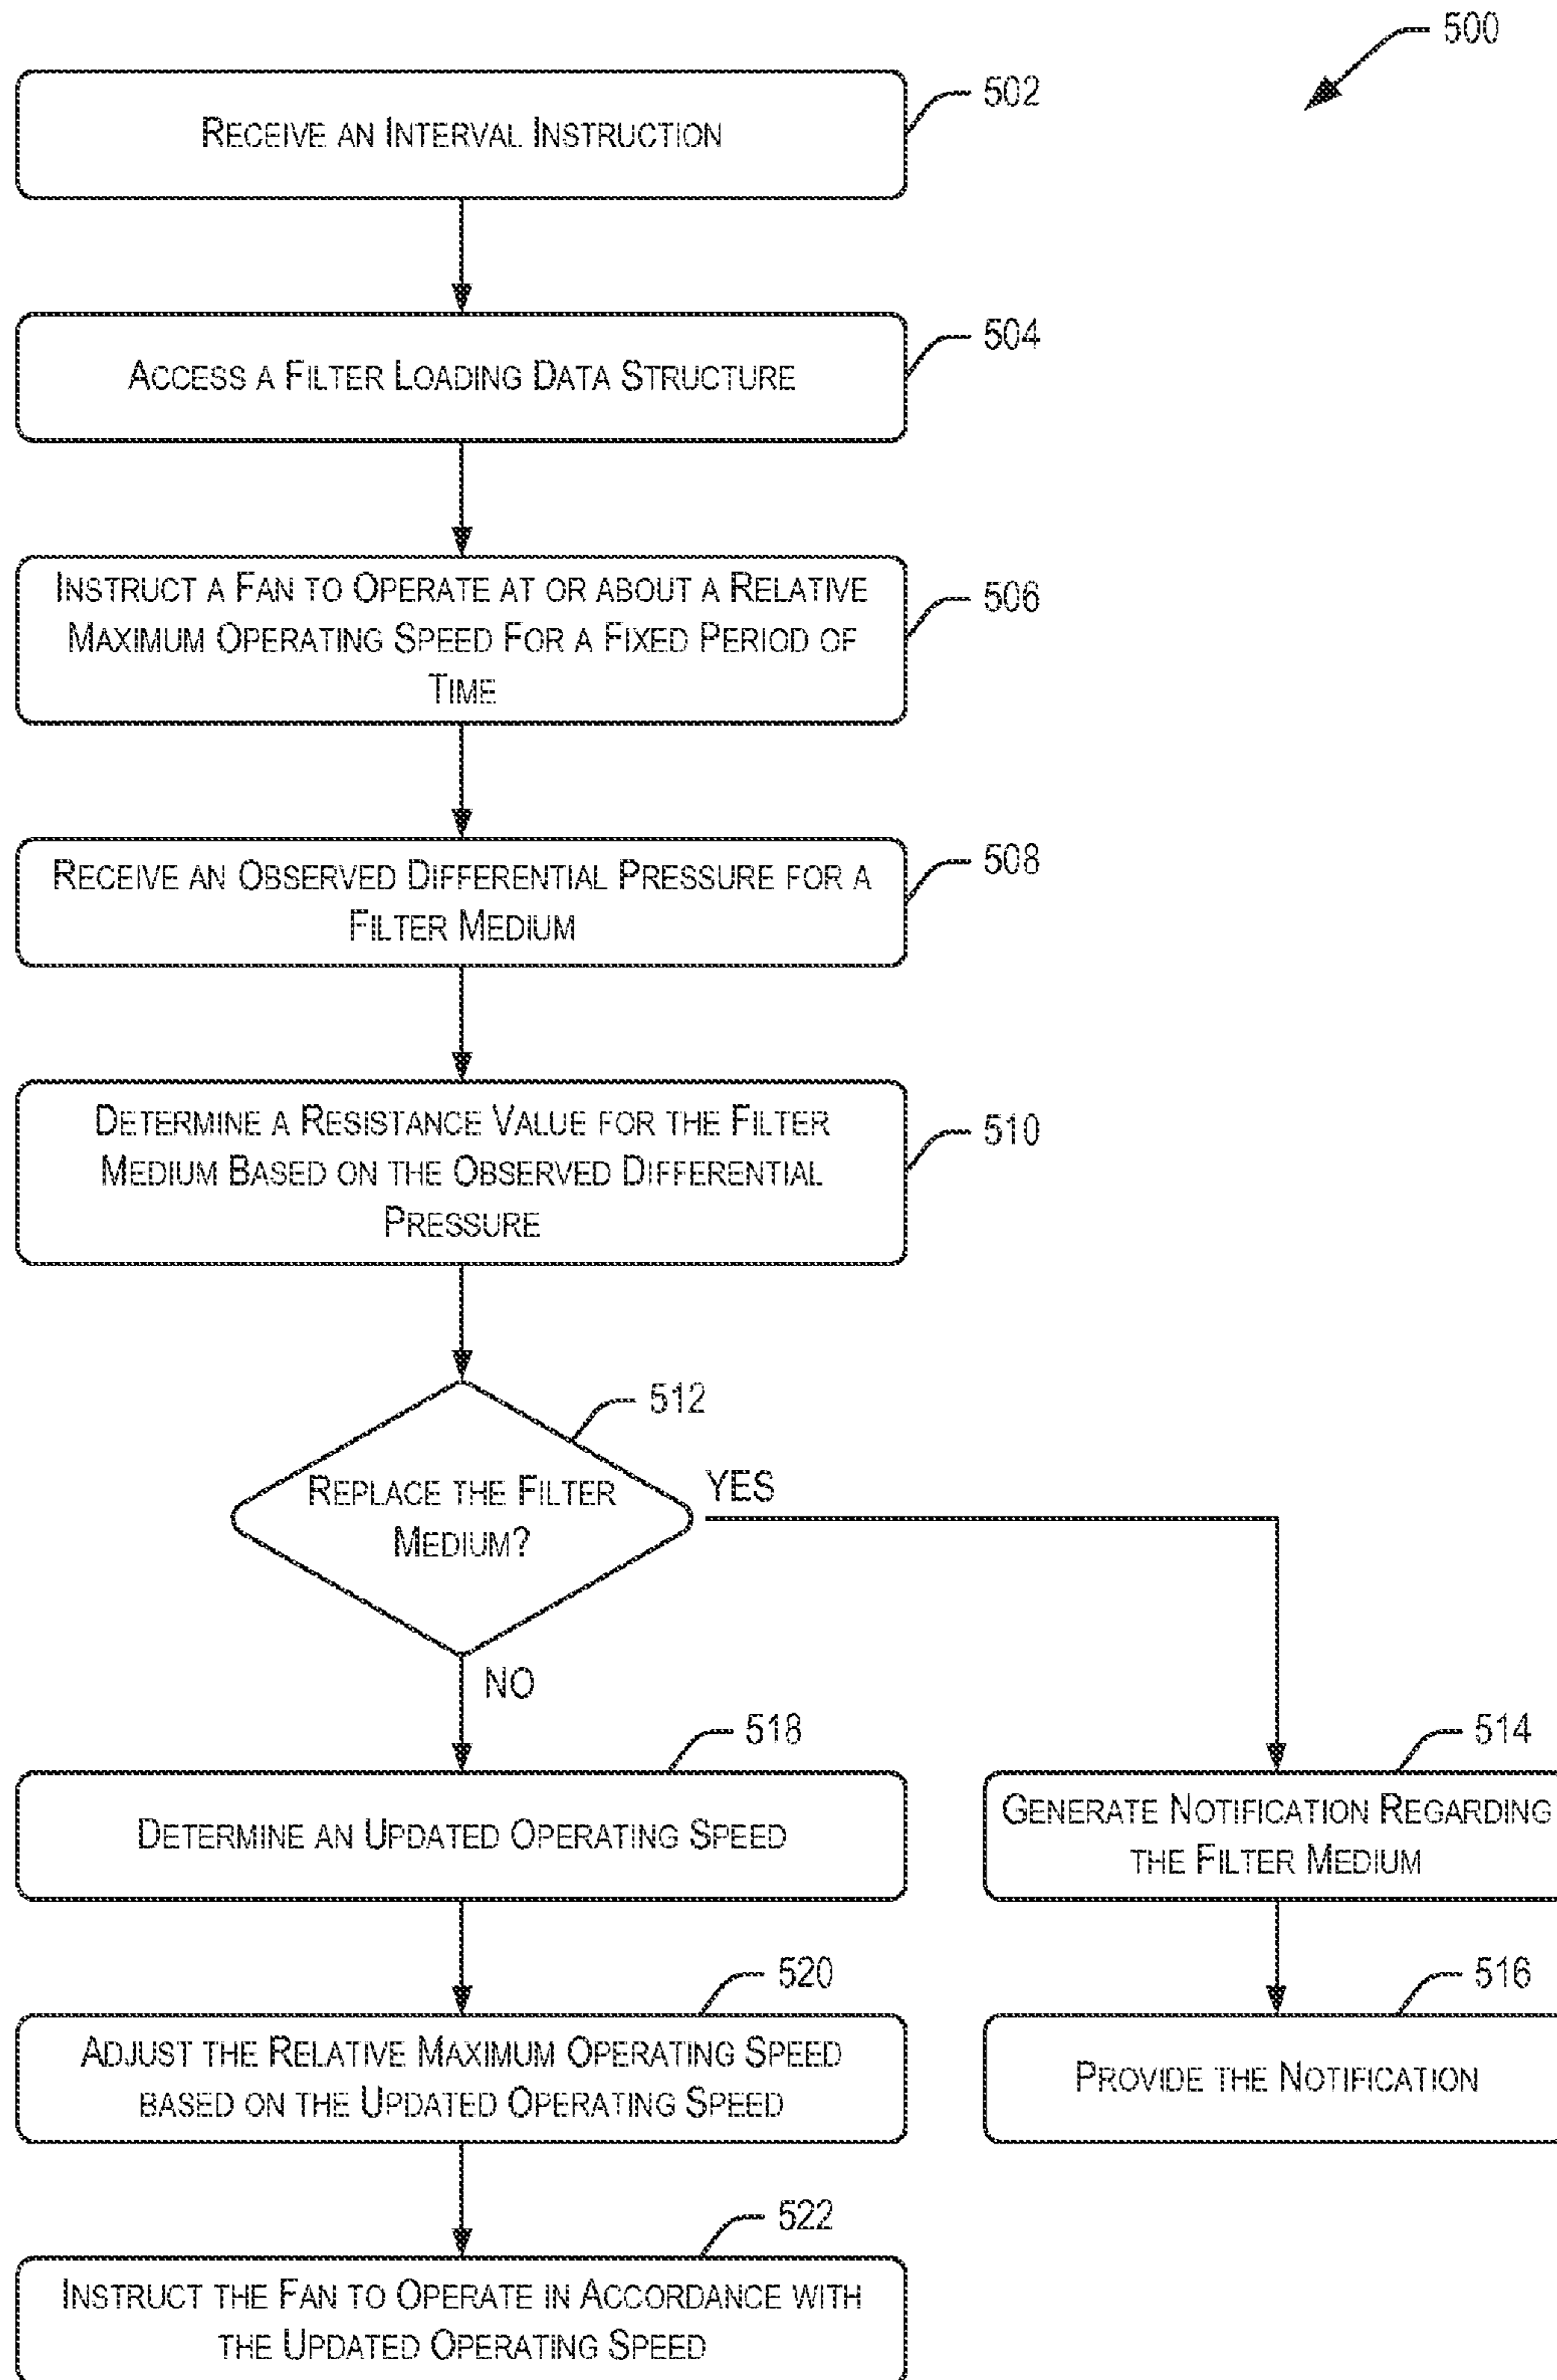 500
502
RECEIVE AN INTERVAL INSTRUCTION
504
ACCESS A FILTER LOADING DATA STRUCTURE
506
INSTRUCT A FAN TO OPERATE AT OR ABOUT A RELATIVE
MAXIMUM OPERATING SPEED FOR A FIXED PERIOD OF
TIME
508
RECEIVE AN OBSERVED DIFFERENTIAL PRESSURE FOR A
FILTER MEDIUM
510
DETERMINE A RESISTANCE VALUE FOR THE FILTER
MEDIUM BASED ON THE OBSERVED DIFFERENTIAL
PRESSURE
512
REPLACE THE FILTER
MEDIUM?
YES
NO
518
DETERMINE AN UPDATED OPERATING SPEED
514
GENERATE NOTIFICATION REGARDING
THE FILTER MEDIUM
520
ADJUST THE RELATIVE MAXIMUM OPERATING SPEED
BASED ON THE UPDATED OPERATING SPEED
516
PROVIDE THE NOTIFICATION
522
INSTRUCT THE FAN TO OPERATE IN ACCORDANCE WITH
THE UPDATED OPERATING SPEED